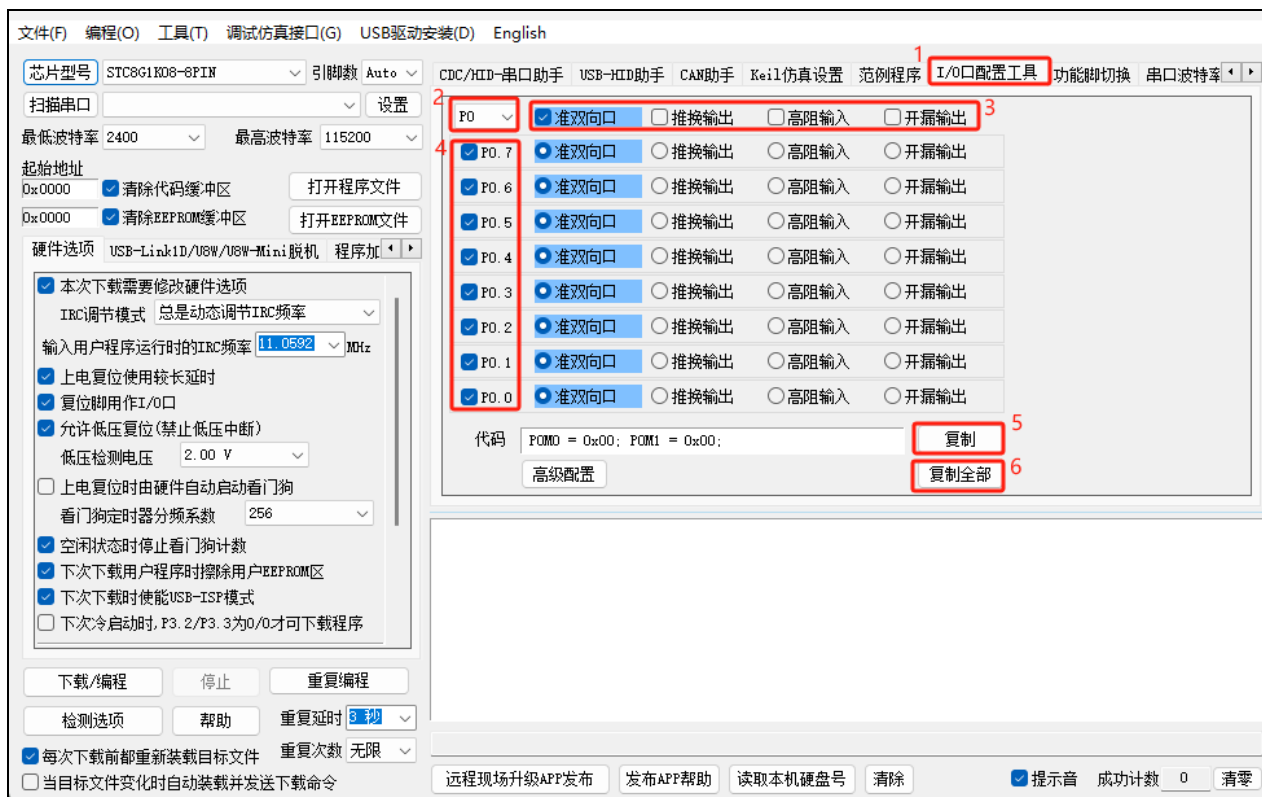 文件(F) 编程(O) 工具(T) 调试仿真接口(G) USB驱动安装(D) English
芯片型号 STC8G1K08-8PIN 引脚数 Auto
扫描串口 设置
最低波特率 2400 最高波特率 115200
起始地址
0x0000 清除代码缓冲区 打开程序文件
0x0000 清除EEPROM缓冲区 打开EEPROM文件
硬件选项 USB-Link1D/U8W/U8W-Mini脱机 程序加
本次下载需要修改硬件选项
IRC调节模式 总是动态调节IRC频率
输入用户程序运行时的IRC频率 11.0592 MHz
上电复位使用较长延时
复位脚用作I/O口
允许低压复位(禁止低压中断)
低压检测电压 2.00 V
上电复位时由硬件自动启动看门狗
看门狗定时器分频系数 256
空闲状态时停止看门狗计数
下次下载用户程序时擦除用户EEPROM区
下次下载时使能USB-ISP模式
下次冷启动时,P3.2/P3.3为0/0才可下载程序
下载/编程 停止 重复编程
检测选项 帮助 重复延时 3 秒
每次下载前都重新装载目标文件 重复次数 无限
当目标文件变化时自动装载并发送下载命令
1
CDC/HID-串口助手 USB-HID助手 CAN助手 Keil仿真设置 范例程序 I/O口配置工具 功能脚切换 串口波特率
2 P0 准双向口 推挽输出 高阻输入 开漏输出 3
4 P0.7 准双向口 推挽输出 高阻输入 开漏输出
P0.6 准双向口 推挽输出 高阻输入 开漏输出
P0.5 准双向口 推挽输出 高阻输入 开漏输出
P0.4 准双向口 推挽输出 高阻输入 开漏输出
P0.3 准双向口 推挽输出 高阻输入 开漏输出
P0.2 准双向口 推挽输出 高阻输入 开漏输出
P0.1 准双向口 推挽输出 高阻输入 开漏输出
P0.0 准双向口 推挽输出 高阻输入 开漏输出
代码 P0M0 = 0x00; P0M1 = 0x00; 复制 5
高级配置 复制全部 6
远程现场升级APP发布 发布APP帮助 读取本机硬盘号 清除 提示音 成功计数 0 清零